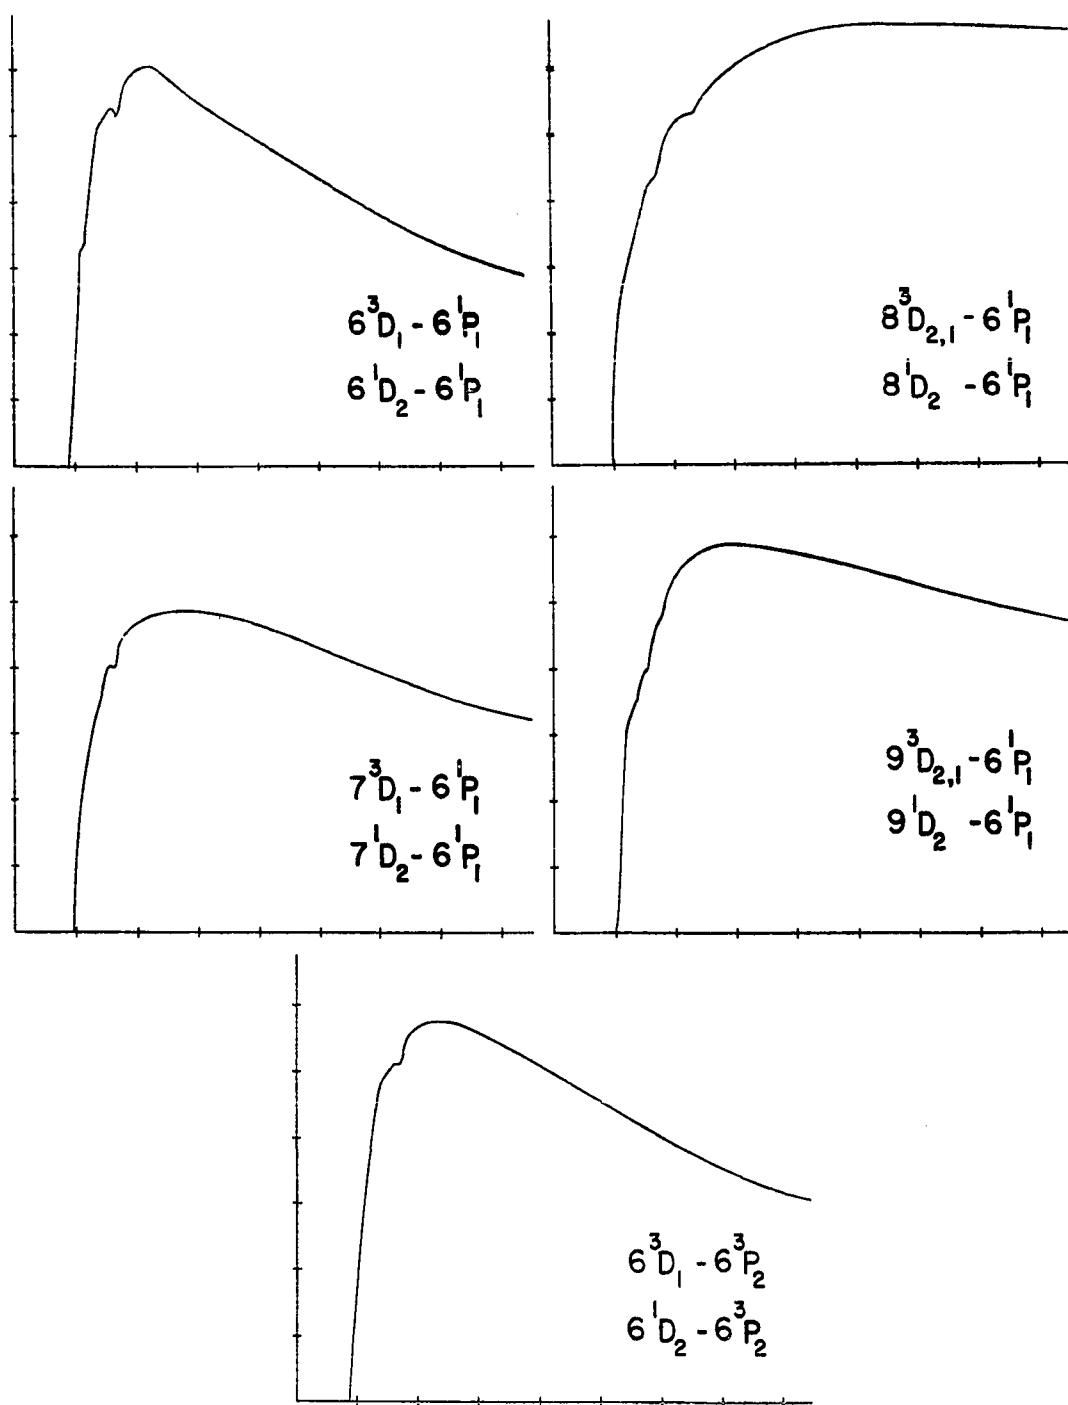 6³D₁ - 6¹P₁
6¹D₂ - 6¹P₁
8³D₂,₁ - 6¹P₁
8¹D₂ - 6¹P₁
7³D₁ - 6¹P₁
7¹D₂ - 6¹P₁
9³D₂,₁ - 6¹P₁
9¹D₂ - 6¹P₁
6³D₁ - 6³P₂
6¹D₂ - 6³P₂